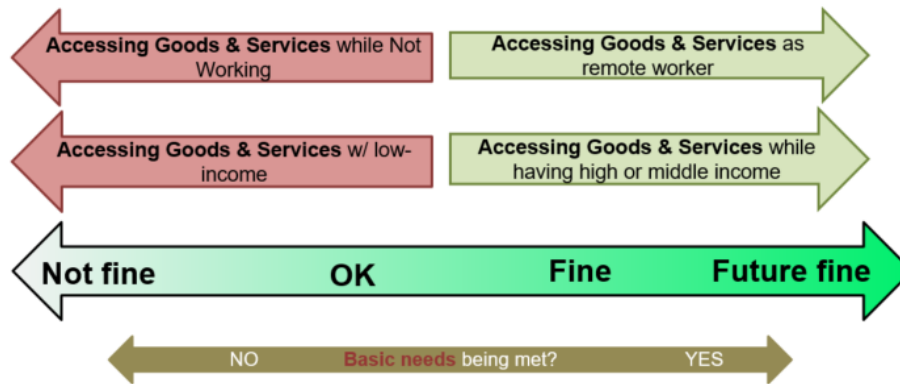 Accessing Goods & Services while Not
Working
Accessing Goods & Services as
remote worker
Accessing Goods & Services w/ low-
income
Accessing Goods & Services while
having high or middle income
Not fine OK Fine Future fine
NO Basic needs being met? YES